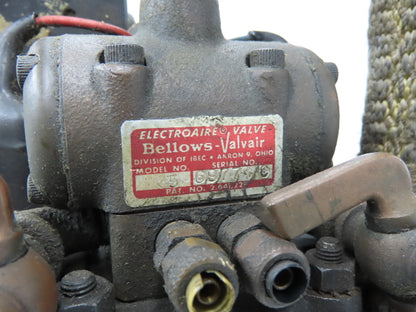 ELECTROAIRE® VALVE
Bellows-Valvair
DIVISION OF IBEC • AKRON 9, OHIO
MODEL NO. SERIAL NO.
PAT. NO.